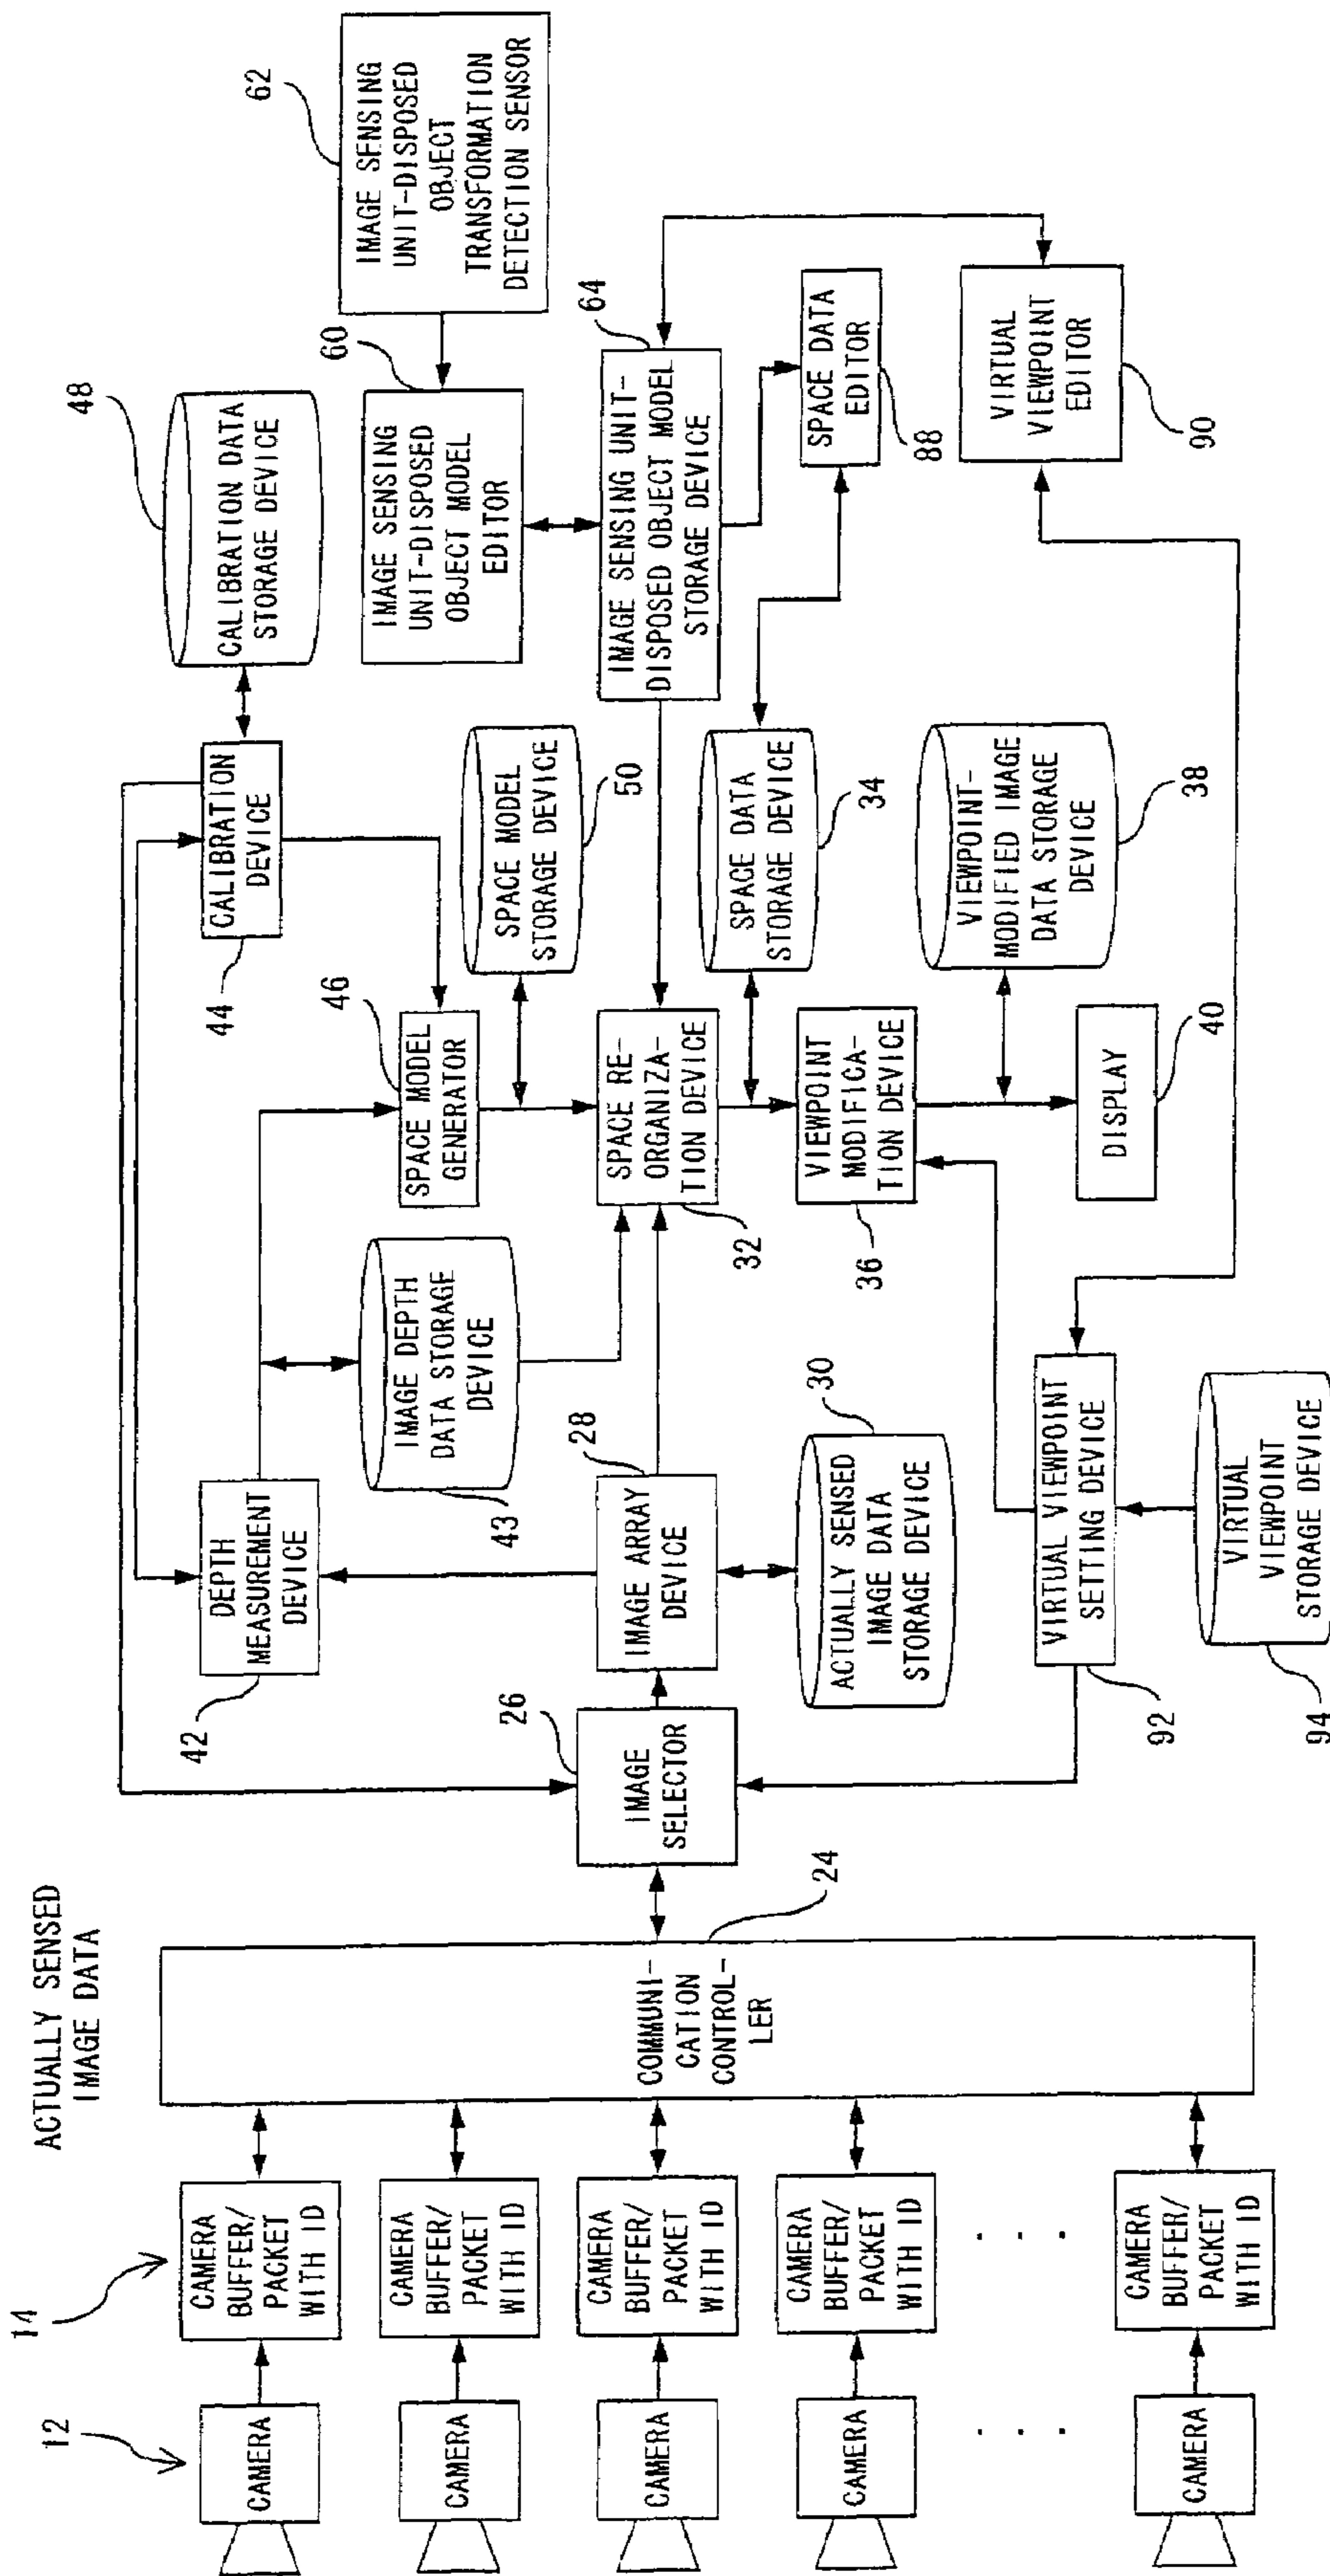 ACTUALLY SENSED
IMAGE DATA
12
14
CAMERA
CAMERA
BUFFER/
PACKET
WITH ID
CAMERA
CAMERA
BUFFER/
PACKET
WITH ID
CAMERA
CAMERA
BUFFER/
PACKET
WITH ID
CAMERA
CAMERA
BUFFER/
PACKET
WITH ID
. . .
. . .
CAMERA
CAMERA
BUFFER/
PACKET
WITH ID
COMMUNI-
CATION
CONTROL-
LER
24
IMAGE
SELECTOR
26
42
DEPTH
MEASUREMENT
DEVICE
IMAGE DEPTH
DATA STORAGE
DEVICE
43
28
IMAGE ARRAY
DEVICE
30
ACTUALLY SENSED
IMAGE DATA
STORAGE DEVICE
VIRTUAL VIEWPOINT
SETTING DEVICE
92
VIRTUAL
VIEWPOINT
STORAGE DEVICE
94
44
CALIBRATION
DEVICE
46
SPACE MODEL
GENERATOR
SPACE MODEL
STORAGE DEVICE
50
SPACE RE-
ORGANIZA-
TION DEVICE
32
SPACE DATA
STORAGE DEVICE
34
VIEWPOINT
MODIFICA-
TION DEVICE
36
VIEWPOINT-
MODIFIED IMAGE
DATA STORAGE
DEVICE
38
DISPLAY
40
48
CALIBRATION DATA
STORAGE DEVICE
60
IMAGE SENSING
UNIT-DISPOSED
OBJECT MODEL
EDITOR
62
IMAGE SENSING
UNIT-DISPOSED
OBJECT
TRANSFORMATION
DETECTION SENSOR
64
IMAGE SENSING UNIT-
DISPOSED OBJECT MODEL
STORAGE DEVICE
SPACE DATA
EDITOR
88
VIRTUAL
VIEWPOINT
EDITOR
90